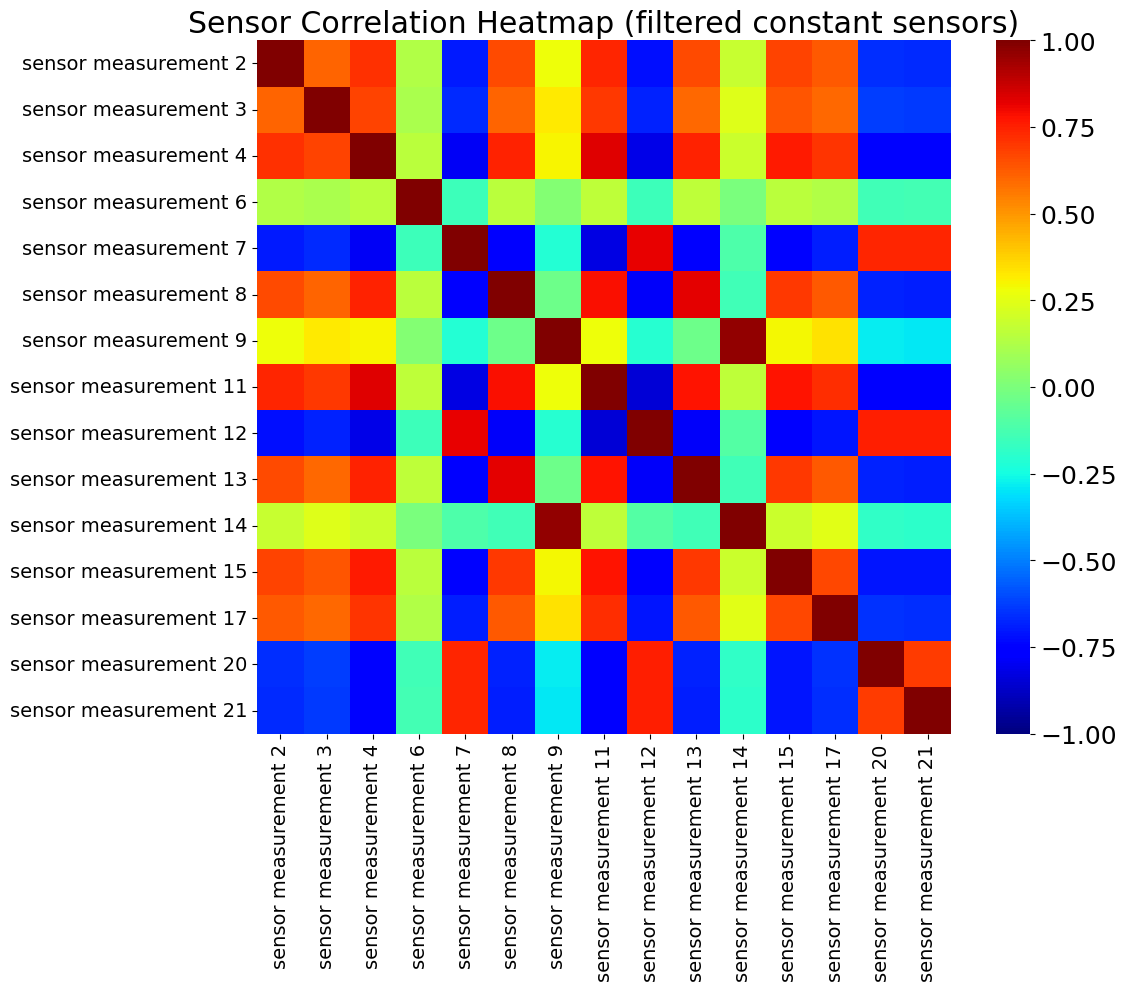 Sensor Correlation Heatmap (filtered constant sensors)
sensor measurement 2
sensor measurement 3
sensor measurement 4
sensor measurement 6
sensor measurement 7
sensor measurement 8
sensor measurement 9
sensor measurement 11
sensor measurement 12
sensor measurement 13
sensor measurement 14
sensor measurement 15
sensor measurement 17
sensor measurement 20
sensor measurement 21
sensor measurement 2
sensor measurement 3
sensor measurement 4
sensor measurement 6
sensor measurement 7
sensor measurement 8
sensor measurement 9
sensor measurement 11
sensor measurement 12
sensor measurement 13
sensor measurement 14
sensor measurement 15
sensor measurement 17
sensor measurement 20
sensor measurement 21
1.00
0.75
0.50
0.25
0.00
−0.25
−0.50
−0.75
−1.00